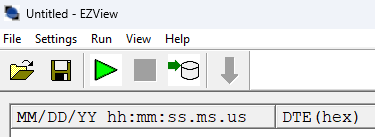 Untitled - EZView
File Settings Run View Help
MM/DD/YY hh:mm:ss.ms.us DTE(hex)